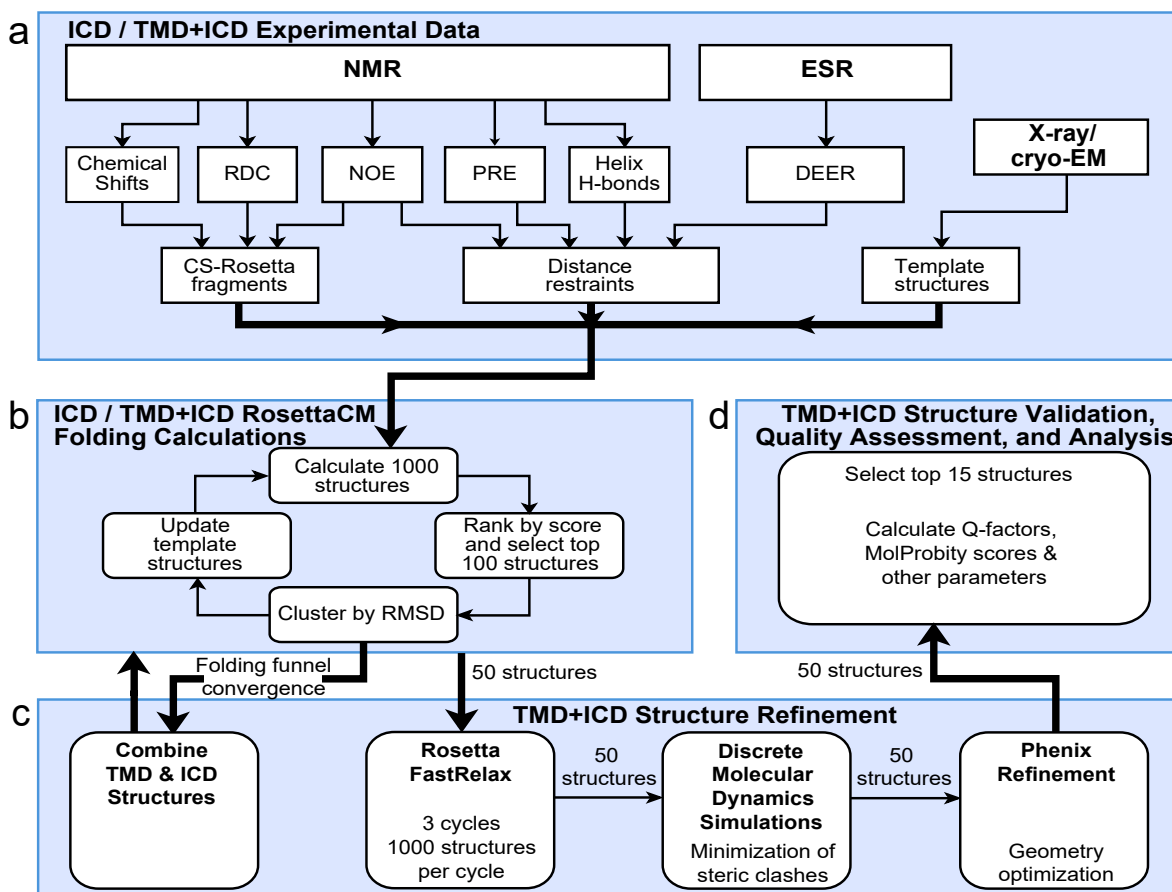 a
ICD / TMD+ICD Experimental Data
NMR
ESR
X-ray/
cryo-EM
Chemical
Shifts
RDC
NOE
PRE
Helix
H-bonds
DEER
CS-Rosetta
fragments
Distance
restraints
Template
structures
b
ICD / TMD+ICD RosettaCM
Folding Calculations
Calculate 1000
structures
Update
template
structures
Rank by score
and select top
100 structures
Cluster by RMSD
d
TMD+ICD Structure Validation,
Quality Assessment, and Analysis
Select top 15 structures
Calculate Q-factors,
MolProbity scores &
other parameters
Folding funnel
convergence
50 structures
50 structures
c
TMD+ICD Structure Refinement
Combine
TMD & ICD
Structures
Rosetta
FastRelax
3 cycles
1000 structures
per cycle
50
structures
Discrete
Molecular
Dynamics
Simulations
Minimization of
steric clashes
50
structures
Phenix
Refinement
Geometry
optimization